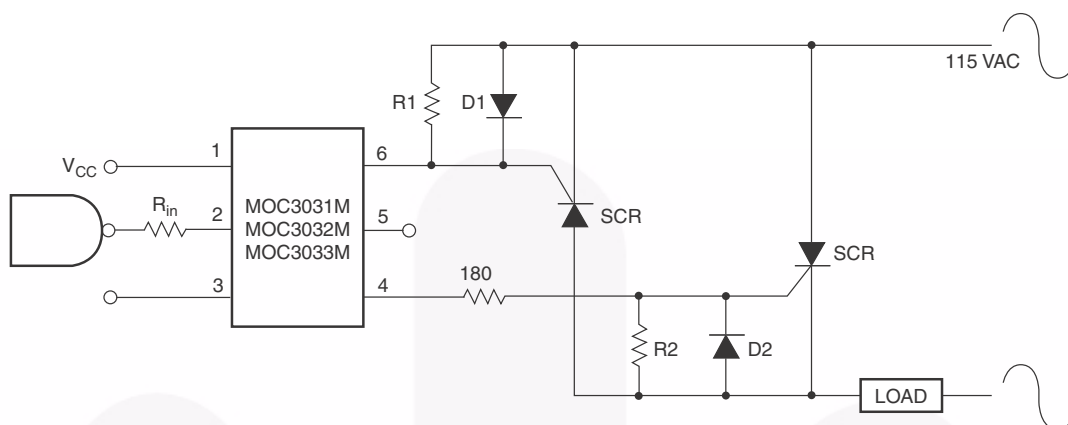 115 VAC
R1
D1
1
6
V_CC
R_in
2
MOC3031M
MOC3032M
MOC3033M
5
SCR
SCR
3
4
180
R2
D2
LOAD